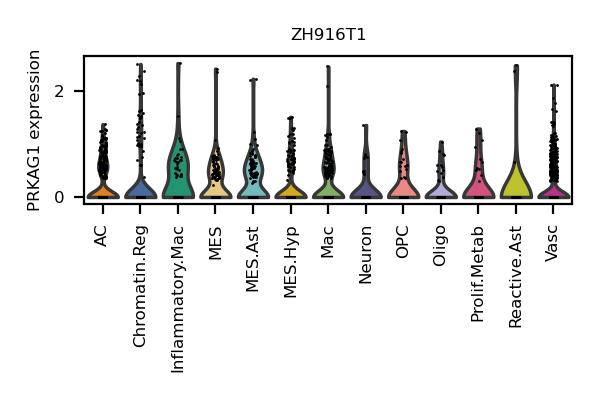 ZH916T1
PRKAG1 expression
2
0
AC
Chromatin.Reg
Inflammatory.Mac
MES
MES.Ast
MES.Hyp
Mac
Neuron
OPC
Oligo
Prolif.Metab
Reactive.Ast
Vasc